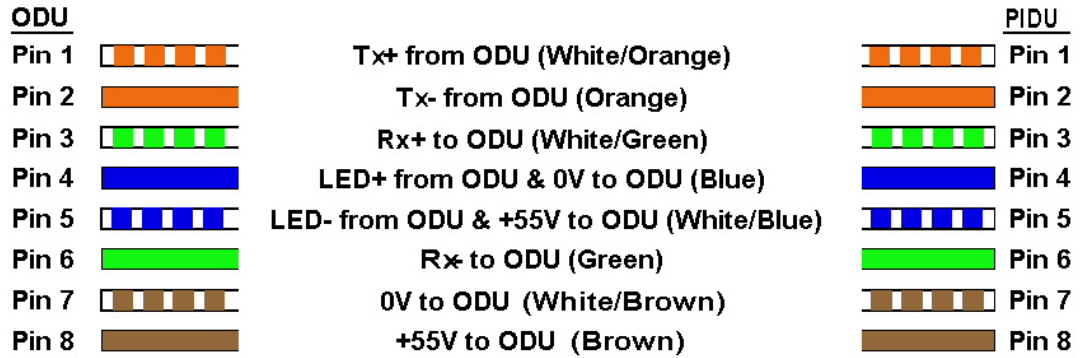 ODU PIDU
Pin 1 Tx+ from ODU (White/Orange) Pin 1
Pin 2 Tx- from ODU (Orange) Pin 2
Pin 3 Rx+ to ODU (White/Green) Pin 3
Pin 4 LED+ from ODU & 0V to ODU (Blue) Pin 4
Pin 5 LED- from ODU & +55V to ODU (White/Blue) Pin 5
Pin 6 Rx- to ODU (Green) Pin 6
Pin 7 0V to ODU (White/Brown) Pin 7
Pin 8 +55V to ODU (Brown) Pin 8